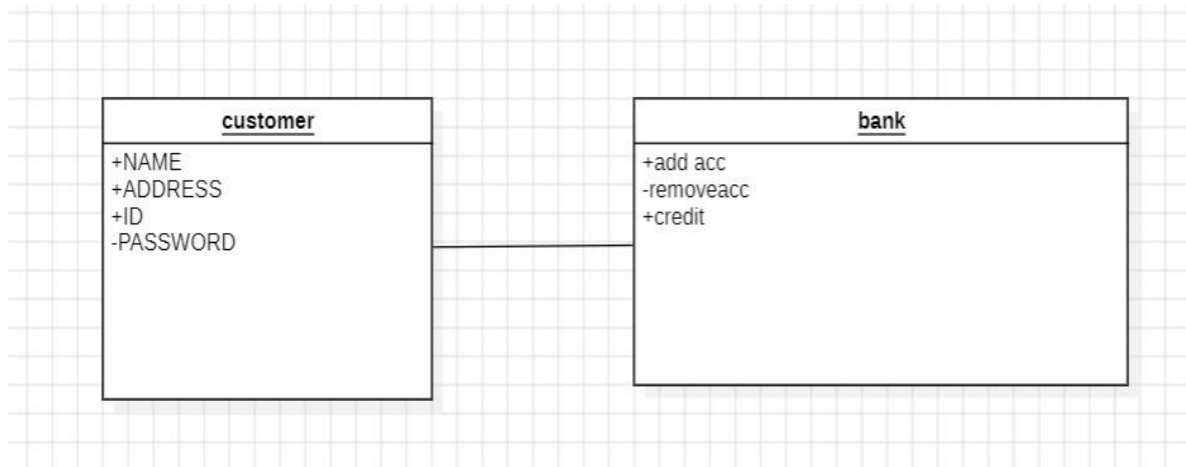 customer
+NAME
+ADDRESS
+ID
-PASSWORD
bank
+add acc
-removeacc
+credit